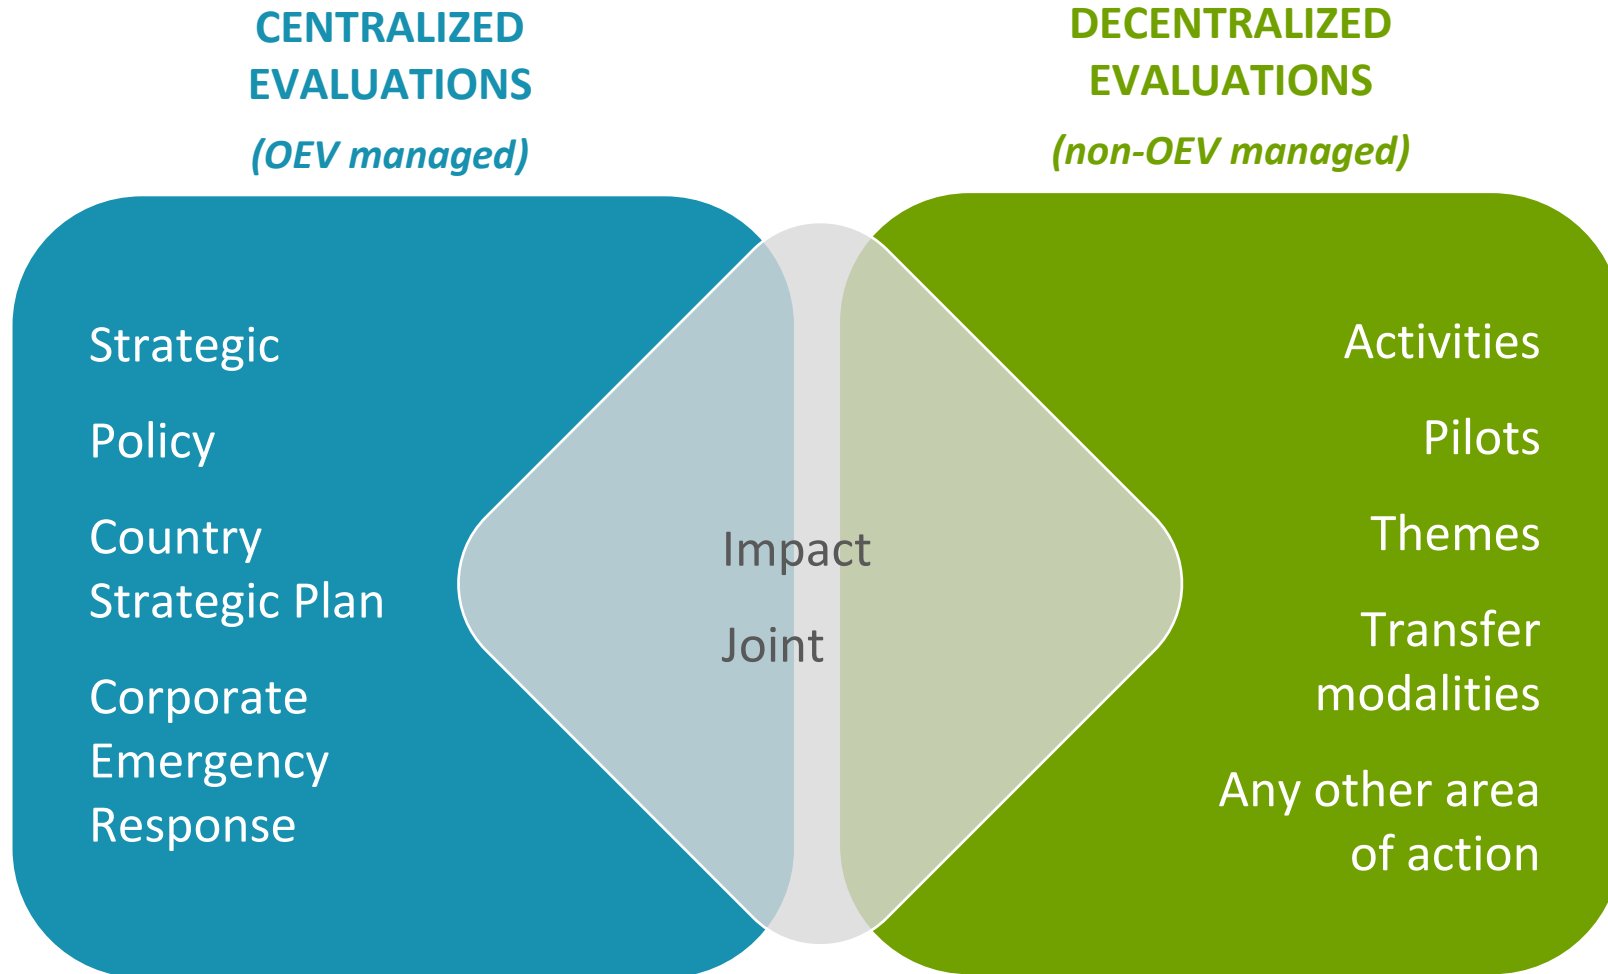 CENTRALIZED
EVALUATIONS
(OEV managed)
DECENTRALIZED
EVALUATIONS
(non-OEV managed)
Strategic
Policy
Country
Strategic Plan
Corporate
Emergency
Response
Impact
Joint
Activities
Pilots
Themes
Transfer
modalities
Any other area
of action